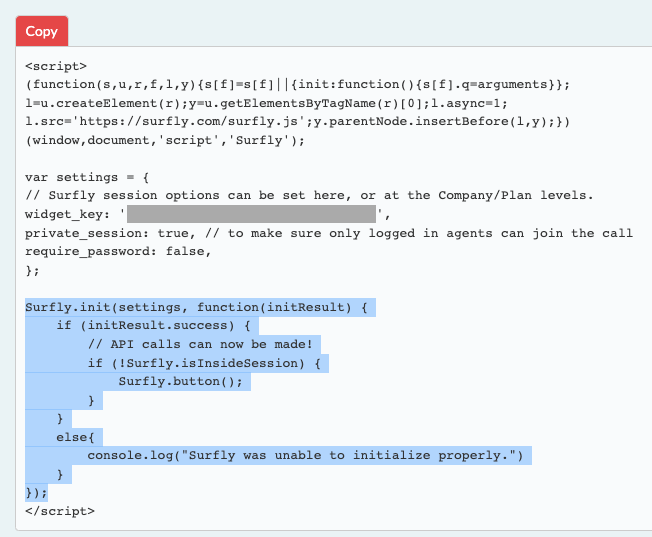 Copy
<script>
(function(s,u,r,f,l,y){s[f]=s[f]||{init:function(){s[f].q=arguments}};
l=u.createElement(r);y=u.getElementsByTagName(r)[0];l.async=1;
l.src='https://surfly.com/surfly.js';y.parentNode.insertBefore(l,y);})
(window,document,'script','Surfly');

var settings = {
// Surfly session options can be set here, or at the Company/Plan levels.
widget_key: '',
private_session: true, // to make sure only logged in agents can join the call
require_password: false,
};

Surfly.init(settings, function(initResult) {
    if (initResult.success) {
        // API calls can now be made!
        if (!Surfly.isInsideSession) {
            Surfly.button();
        }
    }
    else{
        console.log("Surfly was unable to initialize properly.")
    }
});
</script>